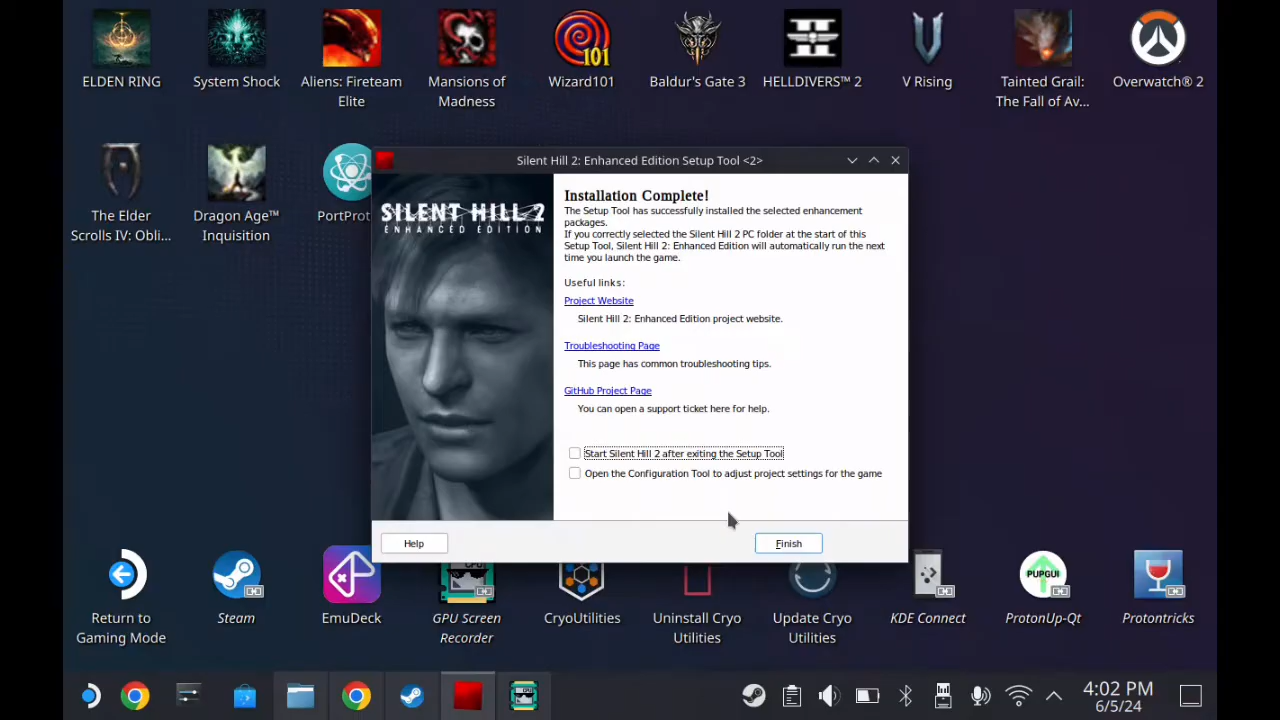 ELDEN RING
System Shock
Aliens: Fireteam
Elite
Mansions of
Madness
101
Wizard101
Baldur's Gate 3
HELLDIVERS™ 2
V Rising
Tainted Grail:
The Fall of Av...
Overwatch® 2
The Elder
Scrolls IV: Obli...
Dragon Age™
Inquisition
PortProt
Silent Hill 2: Enhanced Edition Setup Tool <2>
SILENT HILL 2
ENHANCED EDITION
Installation Complete!
The Setup Tool has successfully installed the selected enhancement
packages.
If you correctly selected the Silent Hill 2 PC folder at the start of this
Setup Tool, Silent Hill 2: Enhanced Edition will automatically run the next
time you launch the game.
Useful links:
Project Website
Silent Hill 2: Enhanced Edition project website.
Troubleshooting Page
This page has common troubleshooting tips.
GitHub Project Page
You can open a support ticket here for help.
Start Silent Hill 2 after exiting the Setup Tool
Open the Configuration Tool to adjust project settings for the game
Help
Finish
Return to
Gaming Mode
Steam
EmuDeck
GPU Screen
Recorder
CryoUtilities
Uninstall Cryo
Utilities
Update Cryo
Utilities
KDE Connect
PUPGUI
ProtonUp-Qt
Protontricks
4:02 PM
6/5/24